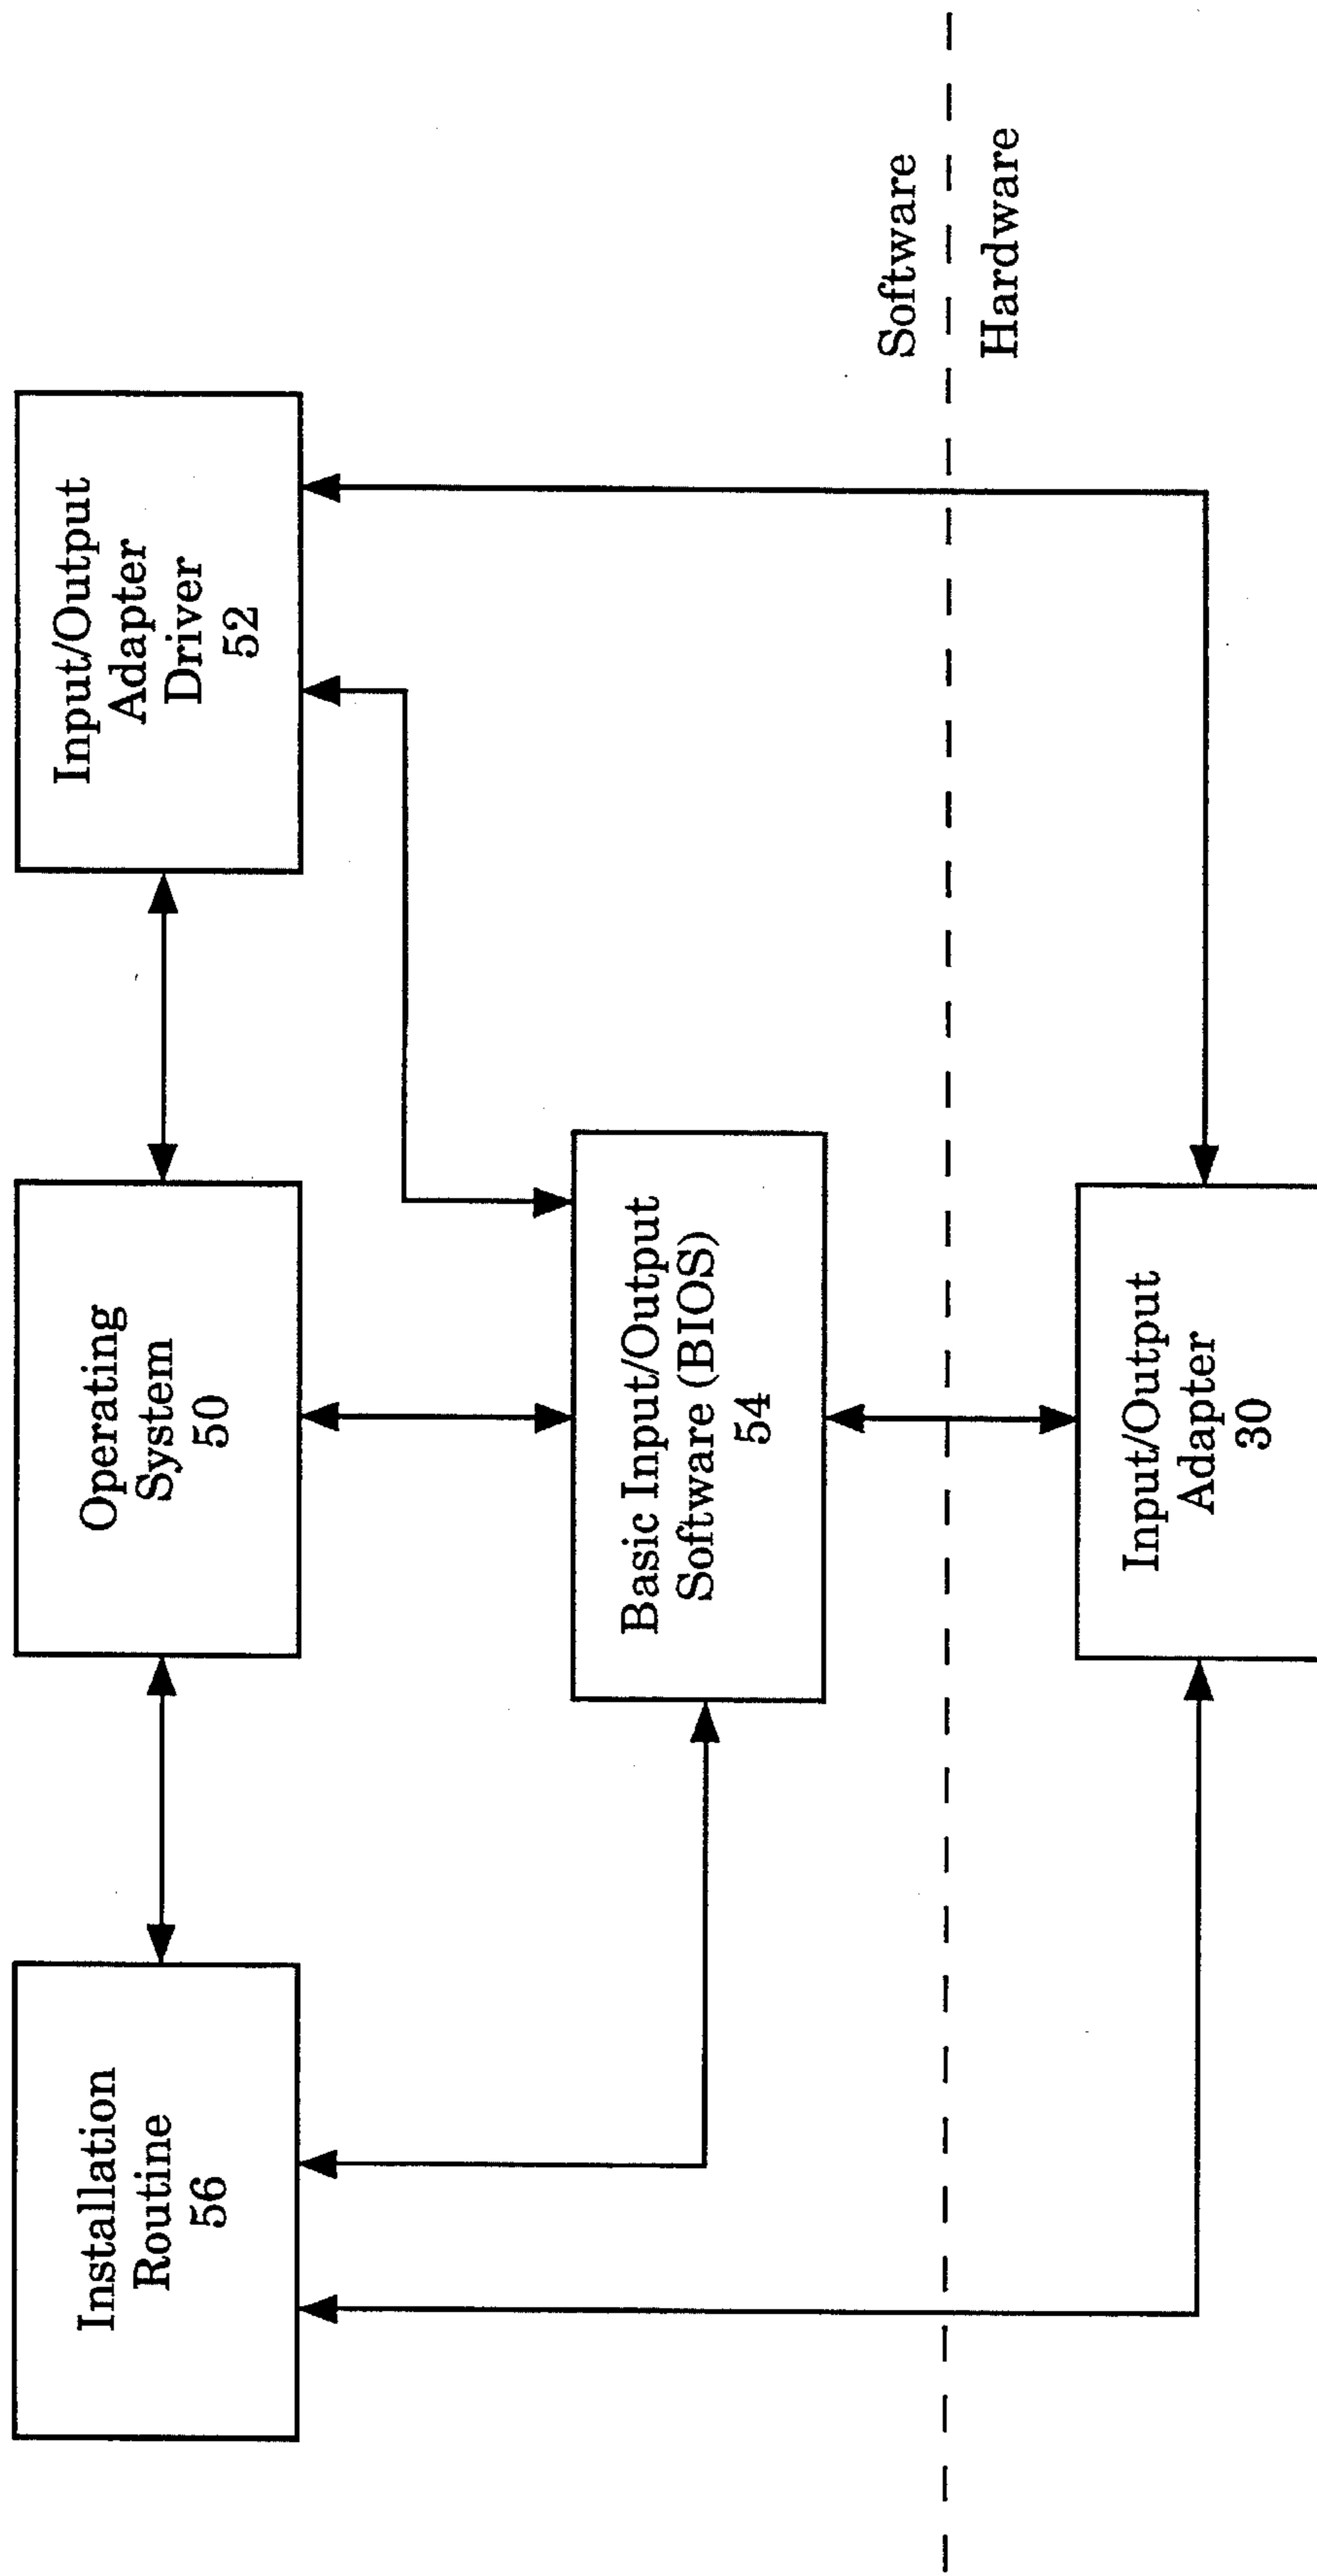 Installation
Routine
56
Operating
System
50
Input/Output
Adapter
Driver
52
Basic Input/Output
Software (BIOS)
54
Software
Hardware
Input/Output
Adapter
30